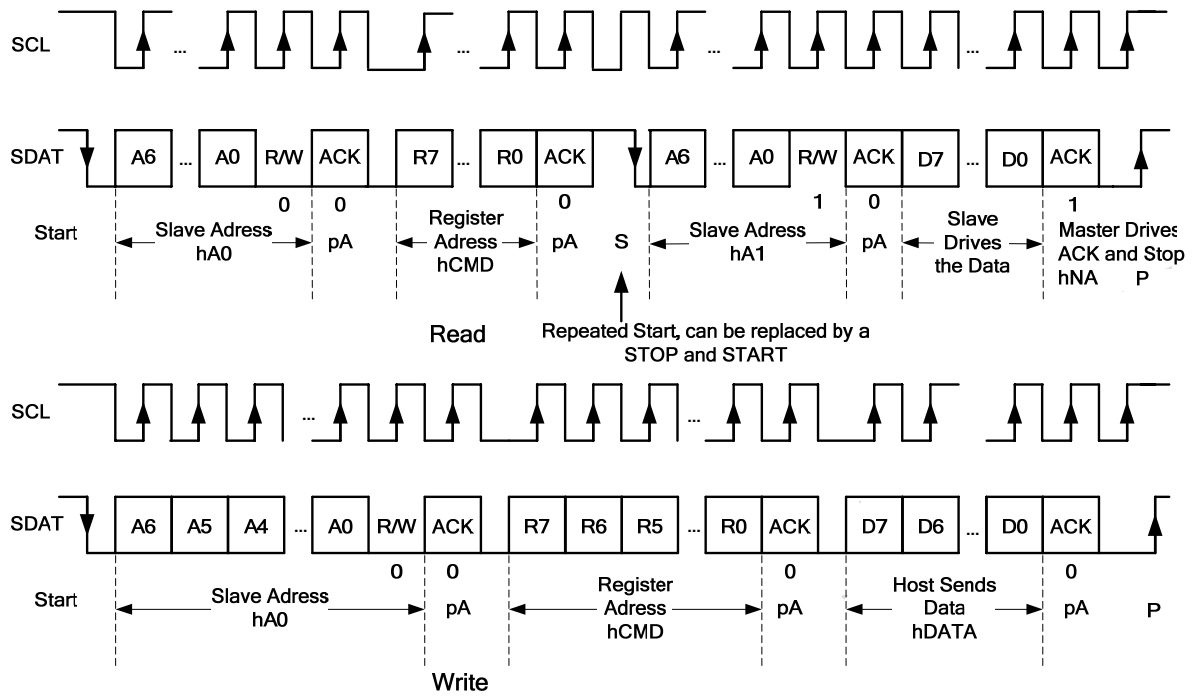 SCL
... ... ... ...
SDAT A6 ... A0 R/W ACK R7 ... R0 ACK A6 ... A0 R/W ACK D7 ... D0 ACK
0 0 0 1 0 1
Start
Slave Adress
hA0
pA
Register
Adress
hCMD
pA
S
Slave Adress
hA1
pA
Slave
Drives
the Data
Master Drives
ACK and Stop
hNA P
Read
Repeated Start, can be replaced by a
STOP and START
SCL
... ... ...
SDAT A6 A5 A4 ... A0 R/W ACK R7 R6 R5 ... R0 ACK D7 D6 ... D0 ACK
0 0 0 0
Start
Slave Adress
hA0
pA
Register
Adress
hCMD
pA
Host Sends
Data
hDATA
pA
P
Write